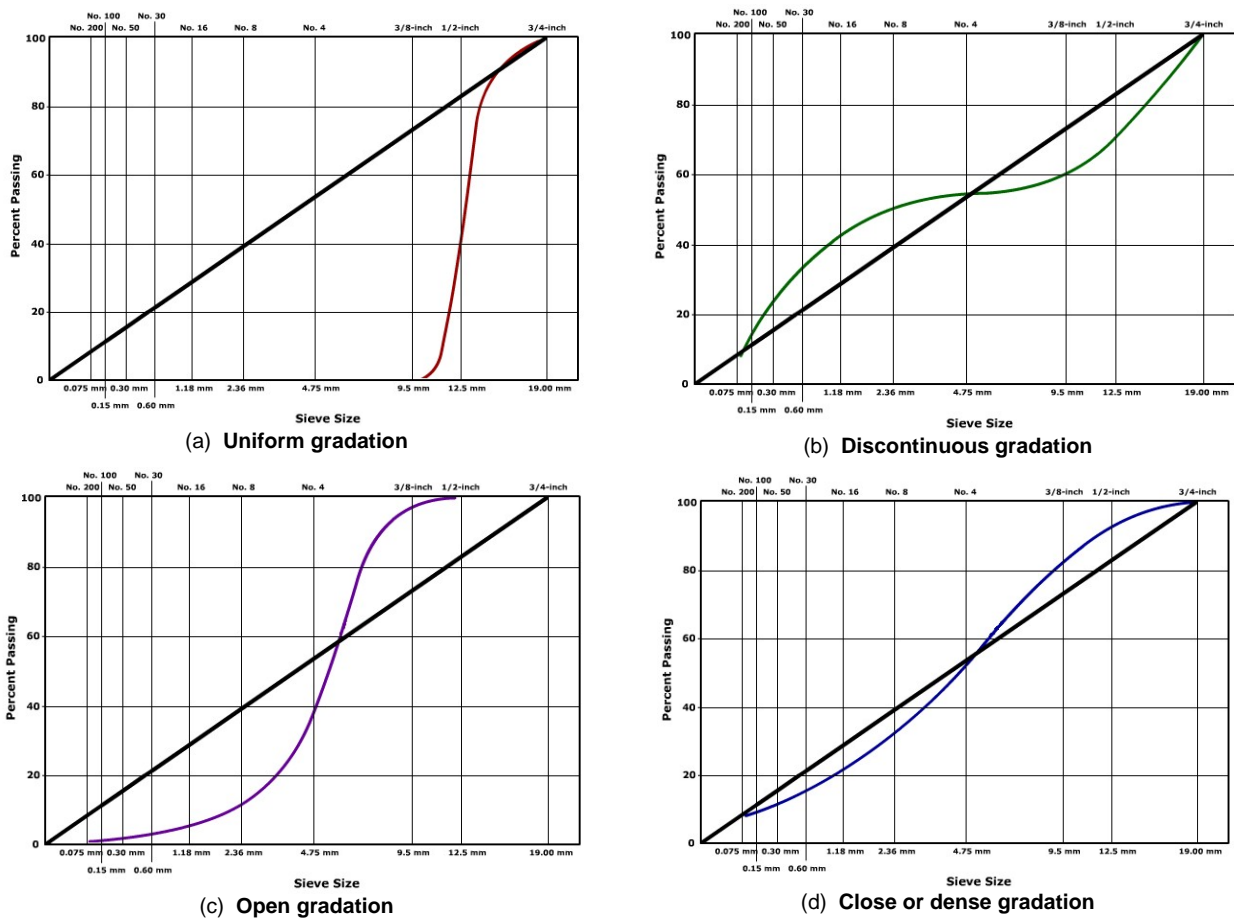 No. 100 No. 30
No. 200 No. 50 No. 16 No. 8 No. 4 3/8-inch 1/2-inch 3/4-inch
100
80
60
40
20
0
Percent Passing
0.075 mm 0.30 mm 1.18 mm 2.36 mm 4.75 mm 9.5 mm 12.5 mm 19.00 mm
0.15 mm 0.60 mm
Sieve Size
(a) Uniform gradation
No. 100 No. 30
No. 200 No. 50 No. 16 No. 8 No. 4 3/8-inch 1/2-inch 3/4-inch
100
80
60
40
20
0
Percent Passing
0.075 mm 0.30 mm 1.18 mm 2.36 mm 4.75 mm 9.5 mm 12.5 mm 19.00 mm
0.15 mm 0.60 mm
Sieve Size
(b) Discontinuous gradation
No. 100 No. 30
No. 200 No. 50 No. 16 No. 8 No. 4 3/8-inch 1/2-inch 3/4-inch
100
80
60
40
20
0
Percent Passing
0.075 mm 0.30 mm 1.18 mm 2.36 mm 4.75 mm 9.5 mm 12.5 mm 19.00 mm
0.15 mm 0.60 mm
Sieve Size
(c) Open gradation
No. 100 No. 30
No. 200 No. 50 No. 16 No. 8 No. 4 3/8-inch 1/2-inch 3/4-inch
100
80
60
40
20
0
Percent Passing
0.075 mm 0.30 mm 1.18 mm 2.36 mm 4.75 mm 9.5 mm 12.5 mm 19.00 mm
0.15 mm 0.60 mm
Sieve Size
(d) Close or dense gradation